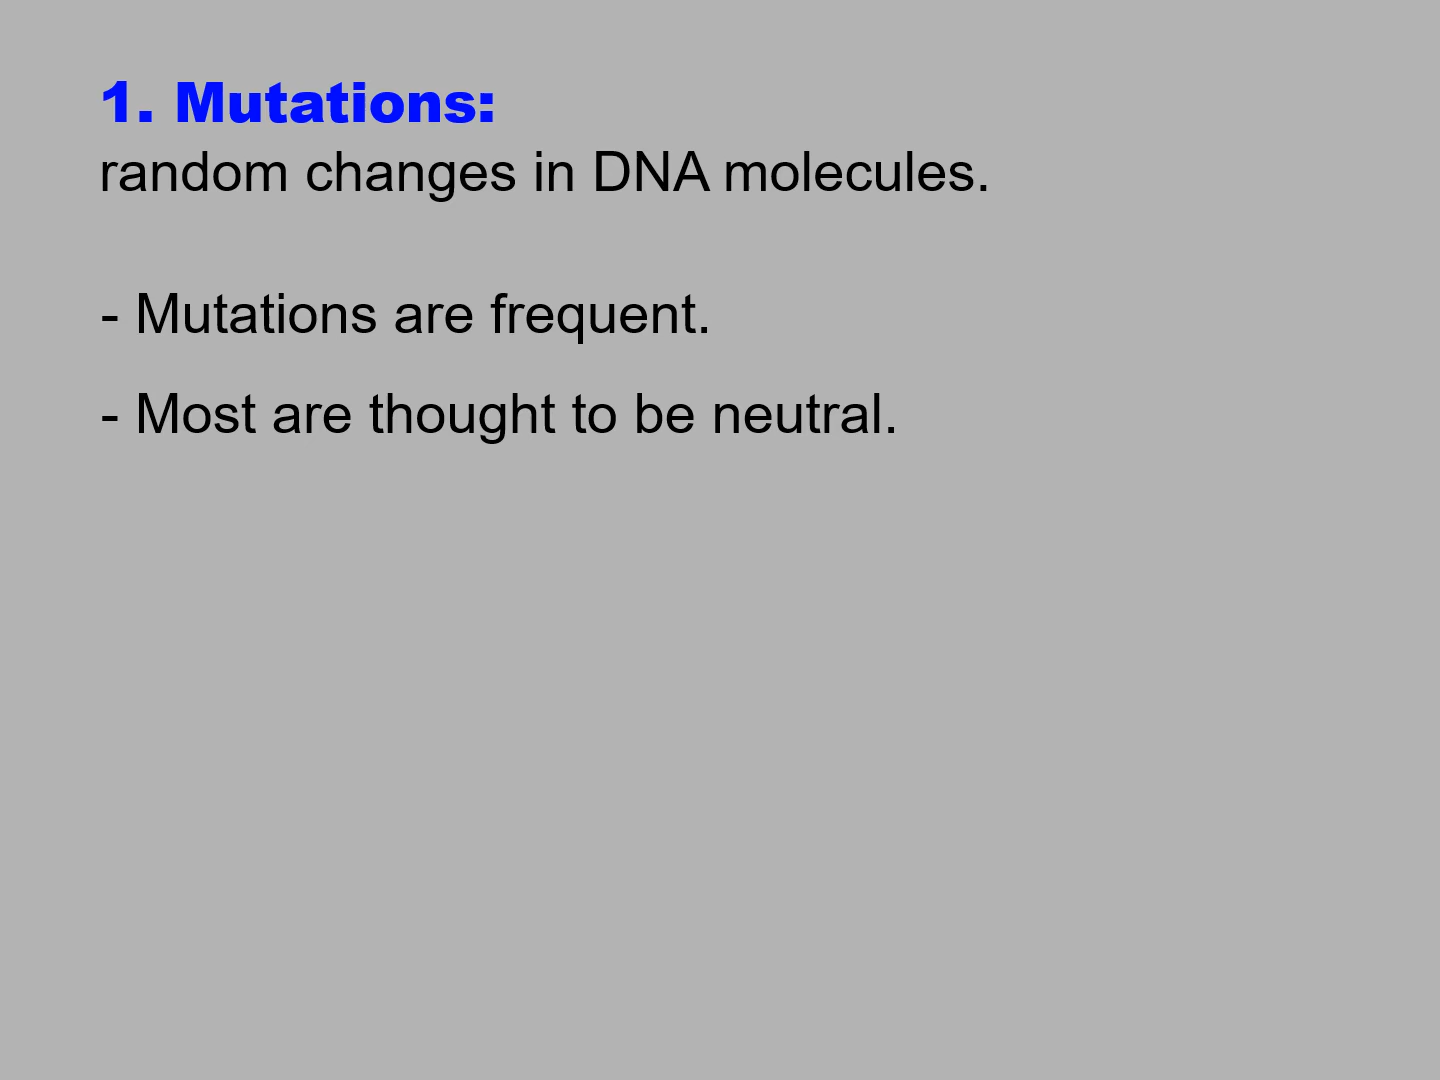 1. Mutations:
random changes in DNA molecules.
- Mutations are frequent.
- Most are thought to be neutral.